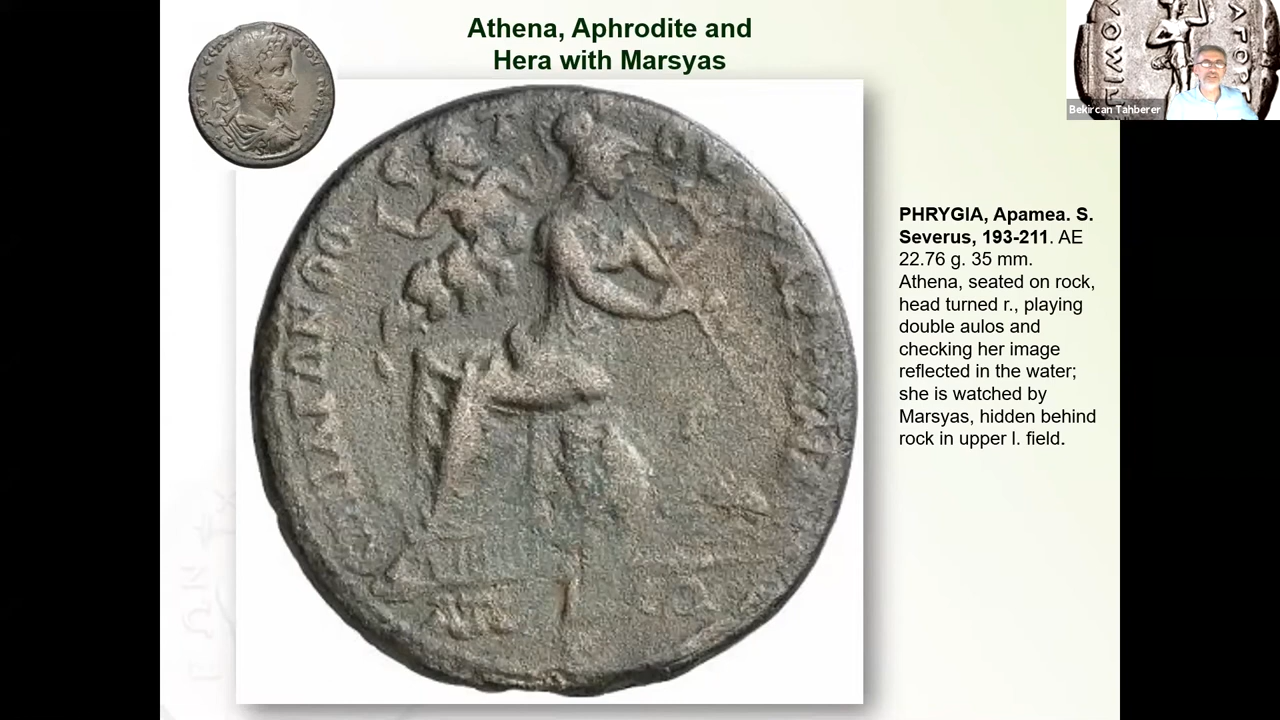 Athena, Aphrodite and
Hera with Marsyas
Bekircan Tahberer
PHRYGIA, Apamea. S.
Severus, 193-211. AE
22.76 g. 35 mm.
Athena, seated on rock,
head turned r., playing
double aulos and
checking her image
reflected in the water;
she is watched by
Marsyas, hidden behind
rock in upper l. field.